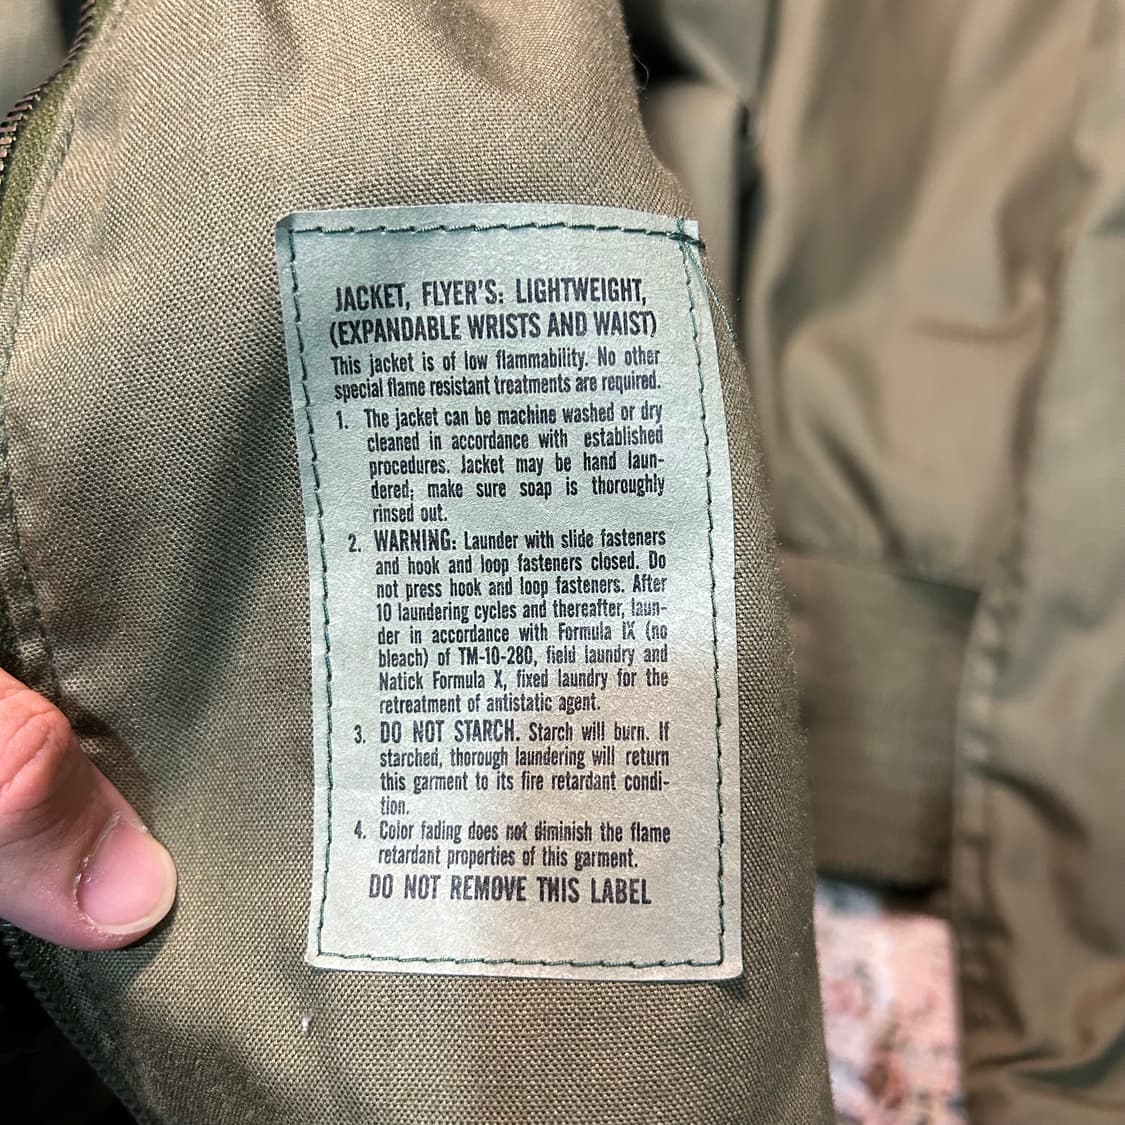 JACKET, FLYER'S: LIGHTWEIGHT,
(EXPANDABLE WRISTS AND WAIST)
This jacket is of low flammability. No other
special flame resistant treatments are required.
1. The jacket can be machine washed or dry
cleaned in accordance with established
procedures. Jacket may be hand laun-
dered; make sure soap is thoroughly
rinsed out.
2. WARNING: Launder with slide fasteners
and hook and loop fasteners closed. Do
not press hook and loop fasteners. After
10 laundering cycles and thereafter, laun-
der in accordance with Formula IX (no
bleach) of TM-10-280, field laundry and
Natick Formula X, fixed laundry for the
retreatment of antistatic agent.
3. DO NOT STARCH. Starch will burn. If
starched, thorough laundering will return
this garment to its fire retardant condi-
tion.
4. Color fading does not diminish the flame
retardant properties of this garment.
DO NOT REMOVE THIS LABEL